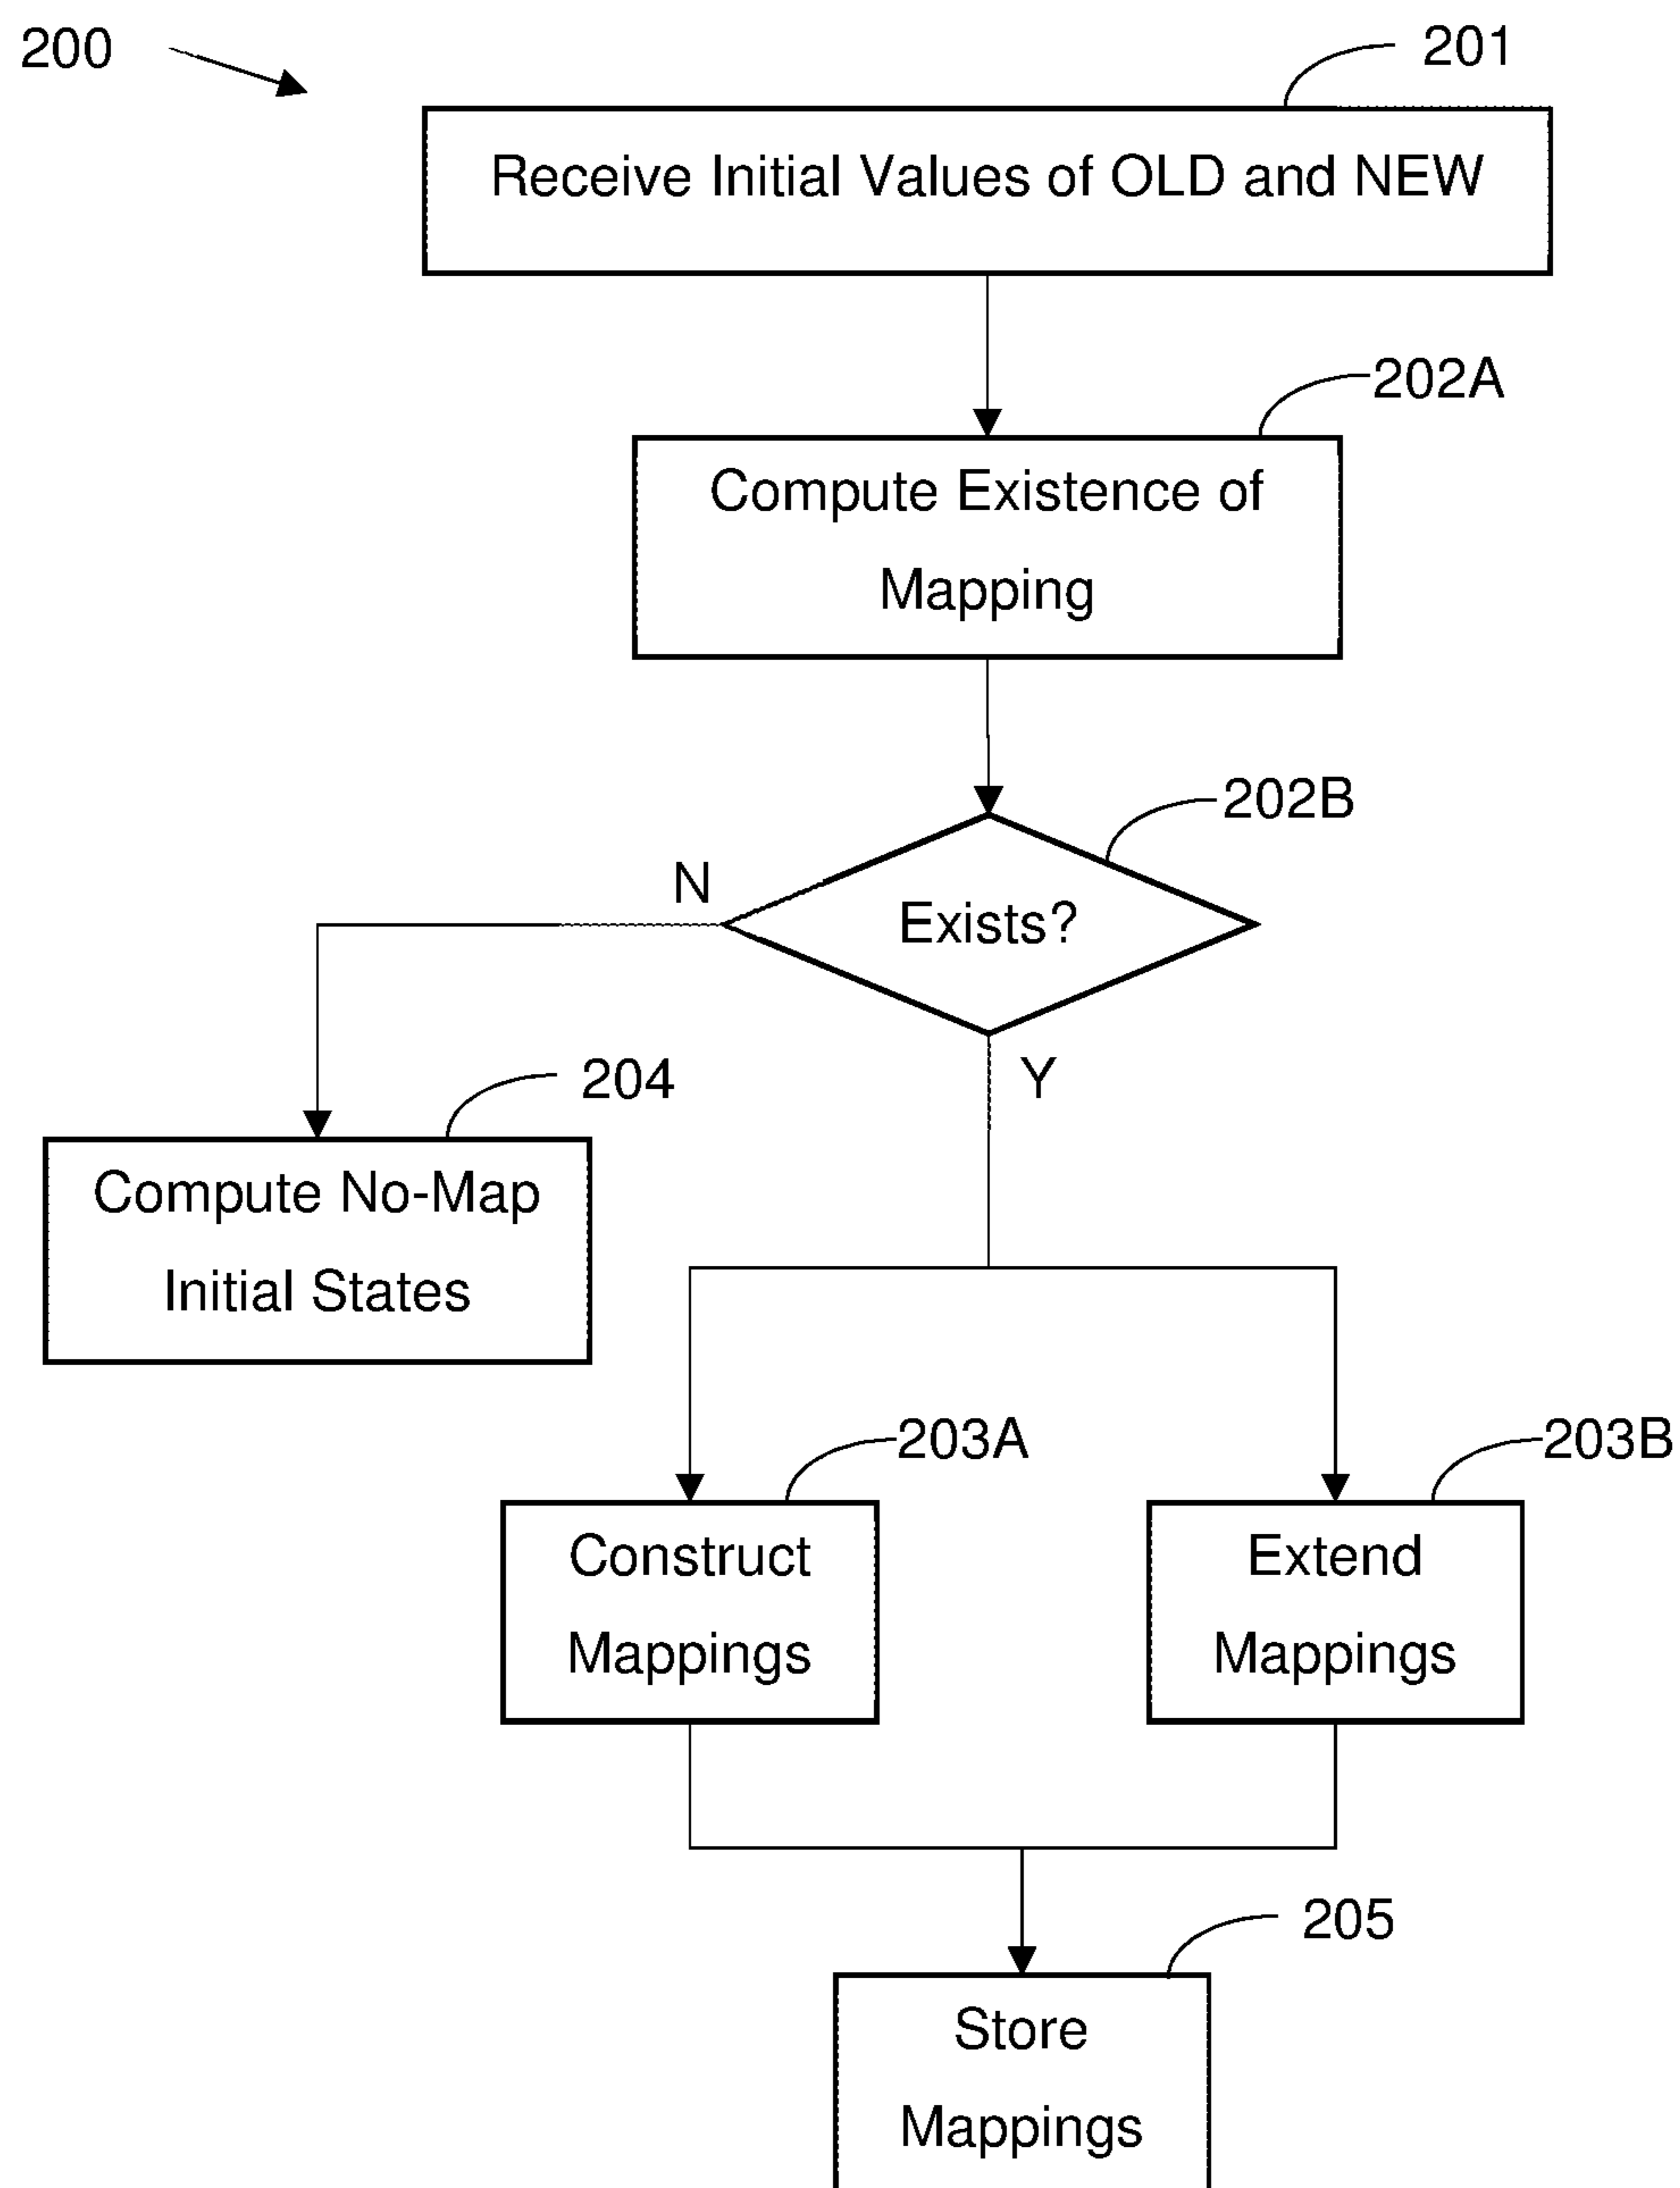 200
201
Receive Initial Values of OLD and NEW
202A
Compute Existence of
Mapping
202B
N
Exists?
Y
204
Compute No-Map
Initial States
203A
203B
Construct
Mappings
Extend
Mappings
205
Store
Mappings